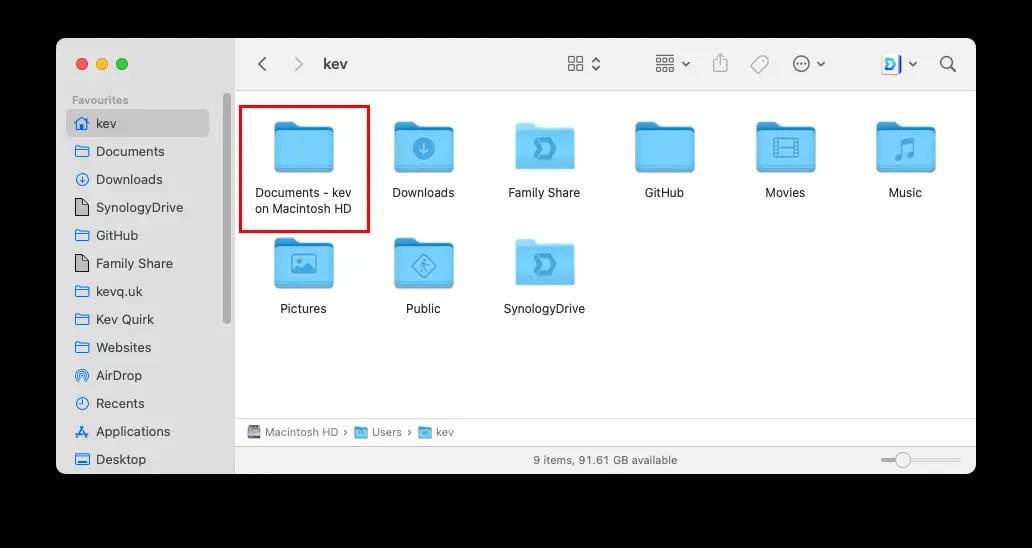 kev
Favourites
kev
Documents
Downloads
SynologyDrive
GitHub
Family Share
kevq.uk
Kev Quirk
Websites
AirDrop
Recents
Applications
Desktop
Documents - kev
on Macintosh HD
Downloads
Family Share
GitHub
Movies
Music
Pictures
Public
SynologyDrive
Macintosh HD › Users › kev
9 items, 91.61 GB available